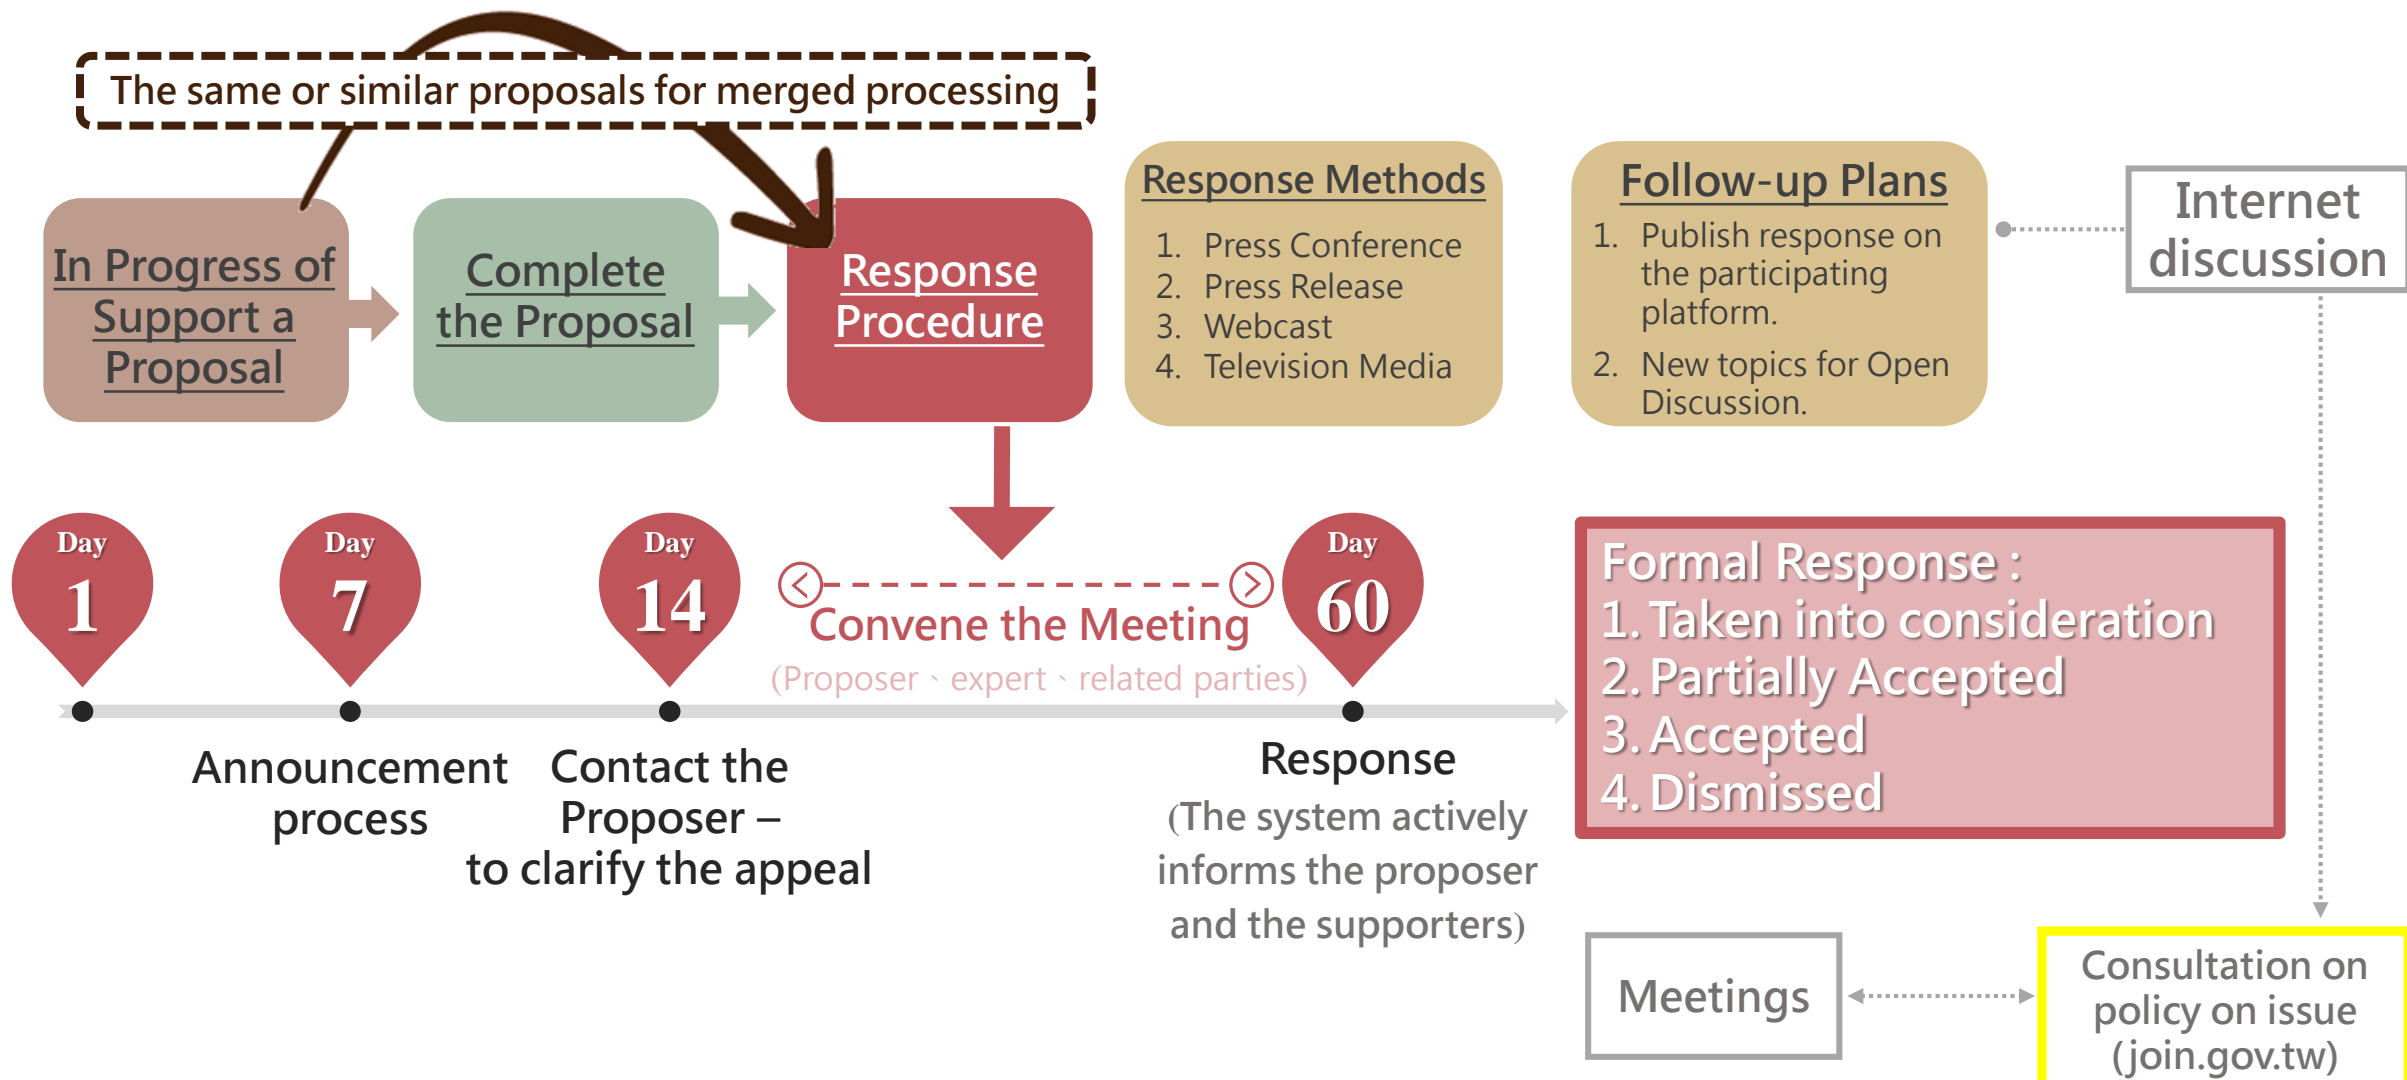 The same or similar proposals for merged processing
In Progress of
Support a
Proposal
Complete
the Proposal
Response
Procedure
Response Methods
1. Press Conference
2. Press Release
3. Webcast
4. Television Media
Follow-up Plans
1. Publish response on
the participating
platform.
2. New topics for Open
Discussion.
Internet
discussion
Day
1
Day
7
Day
14
Convene the Meeting
(Proposer、expert、related parties)
Day
60
Announcement
process
Contact the
Proposer –
to clarify the appeal
Response
(The system actively
informs the proposer
and the supporters)
Formal Response :
1. Taken into consideration
2. Partially Accepted
3. Accepted
4. Dismissed
Meetings
Consultation on
policy on issue
(join.gov.tw)